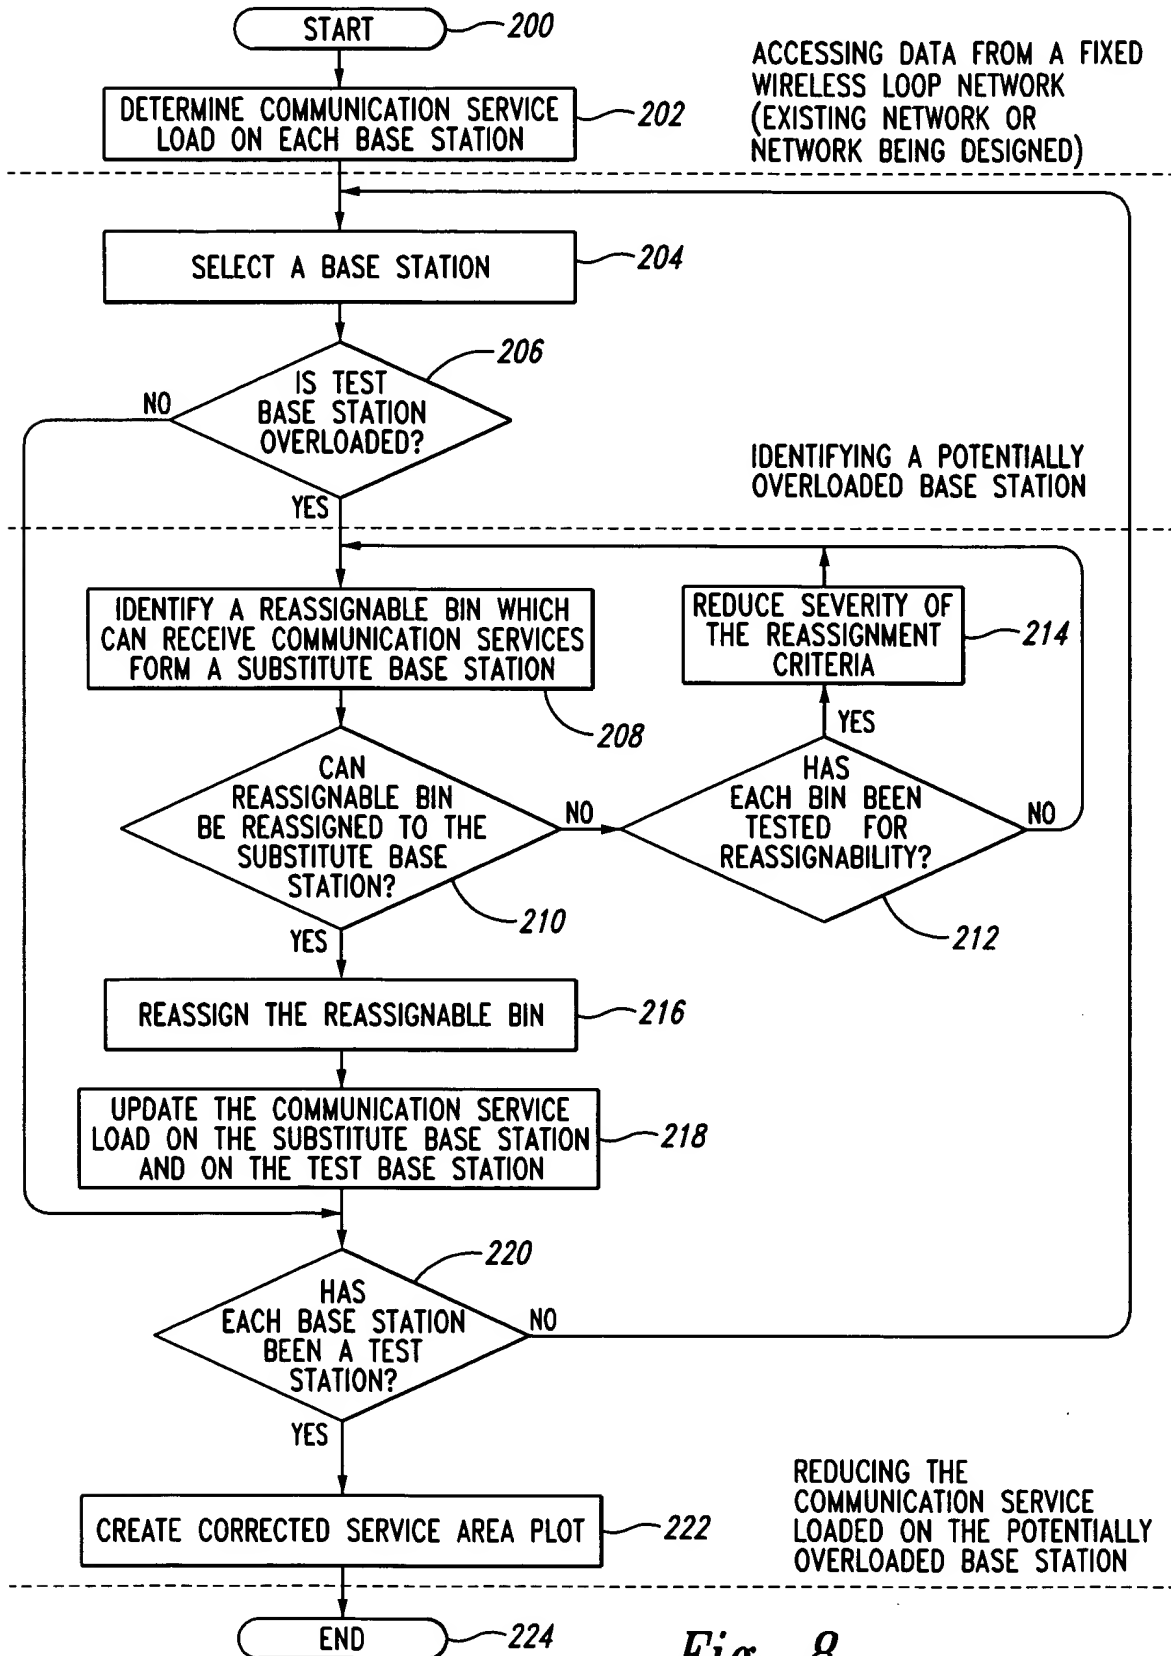 START
200
ACCESSING DATA FROM A FIXED
WIRELESS LOOP NETWORK
(EXISTING NETWORK OR
NETWORK BEING DESIGNED)
DETERMINE COMMUNICATION SERVICE
LOAD ON EACH BASE STATION
202
SELECT A BASE STATION
204
206
IS TEST
BASE STATION
OVERLOADED?
NO
YES
IDENTIFYING A POTENTIALLY
OVERLOADED BASE STATION
IDENTIFY A REASSIGNABLE BIN WHICH
CAN RECEIVE COMMUNICATION SERVICES
FORM A SUBSTITUTE BASE STATION
208
REDUCE SEVERITY OF
THE REASSIGNMENT
CRITERIA
214
YES
CAN
REASSIGNABLE BIN
BE REASSIGNED TO THE
SUBSTITUTE BASE
STATION?
NO
210
YES
HAS
EACH BIN BEEN
TESTED FOR
REASSIGNABILITY?
NO
212
REASSIGN THE REASSIGNABLE BIN
216
UPDATE THE COMMUNICATION SERVICE
LOAD ON THE SUBSTITUTE BASE STATION
AND ON THE TEST BASE STATION
218
220
HAS
EACH BASE STATION
BEEN A TEST
STATION?
NO
YES
REDUCING THE
COMMUNICATION SERVICE
LOADED ON THE POTENTIALLY
OVERLOADED BASE STATION
CREATE CORRECTED SERVICE AREA PLOT
222
END
224
Fig. 8